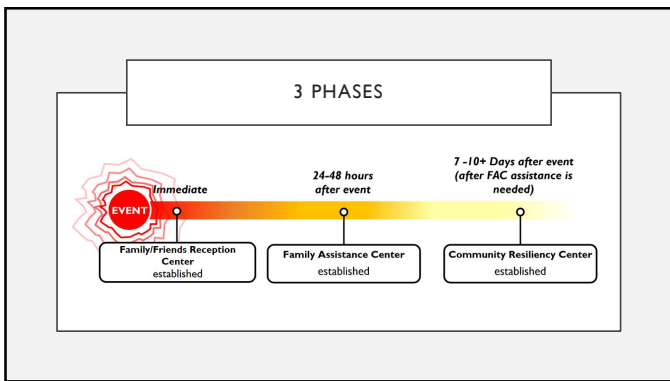 3 PHASES
Immediate
24-48 hours
after event
7 -10+ Days after event
(after FAC assistance is
needed)
EVENT
Family/Friends Reception
Center
established
Family Assistance Center
established
Community Resiliency Center
established